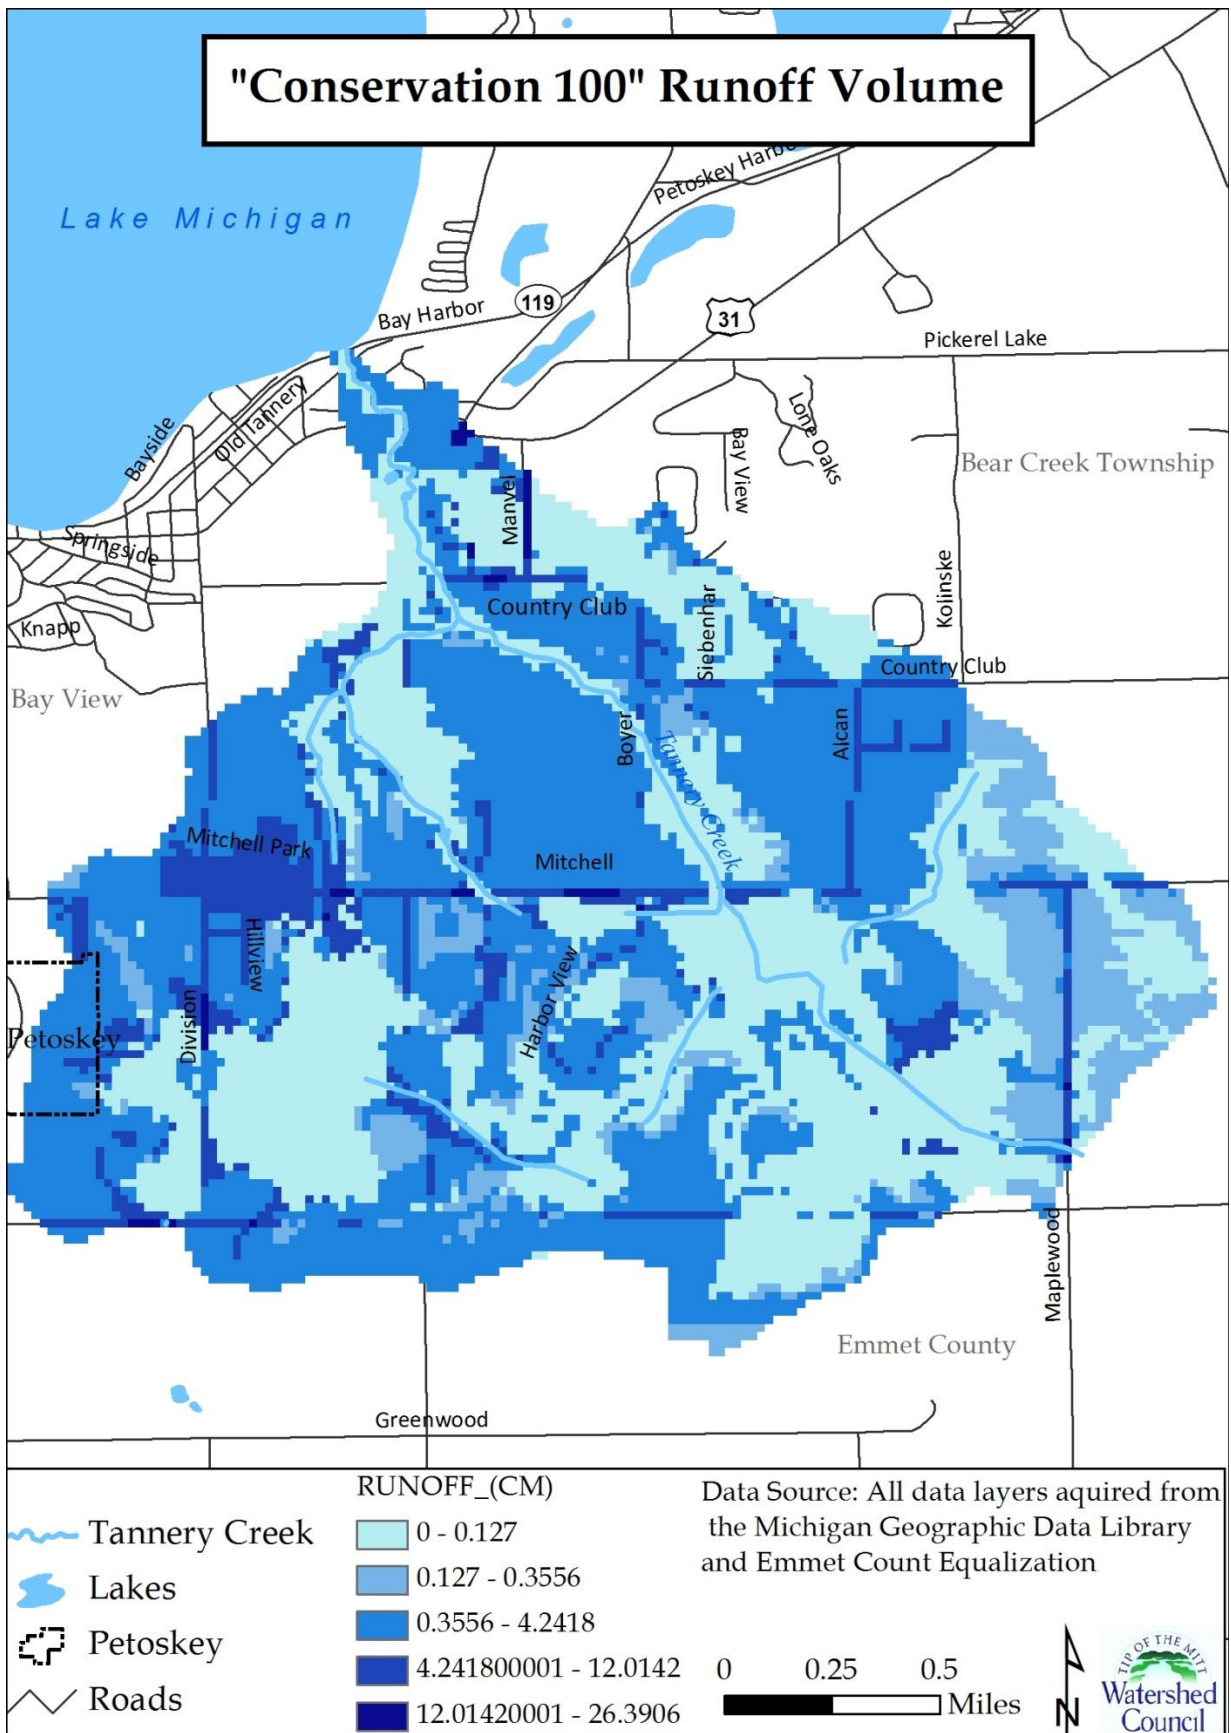 "Conservation 100" Runoff Volume
Petoskey Harbo
Lake Michigan
Bay Harbor
119
31
Pickerel Lake
Old Tannery
Bayside
Lone Oaks
Bay View
Bear Creek Township
Manvel
Springside
Country Club
Siebenhar
Kolinske
Knapp
Country Club
Bay View
Boyer
Alcan
Tannery Creek
Mitchell Park
Mitchell
Hillview
Harbor View
Division
Petoskey
Maplewood
Emmet County
Greenwood
RUNOFF_(CM)
Tannery Creek
Lakes
Petoskey
Roads
0 - 0.127
0.127 - 0.3556
0.3556 - 4.2418
4.241800001 - 12.0142
12.01420001 - 26.3906
Data Source: All data layers aquired from
the Michigan Geographic Data Library
and Emmet Count Equalization
0 0.25 0.5
Miles
N
TIP OF THE MITT
Watershed
Council